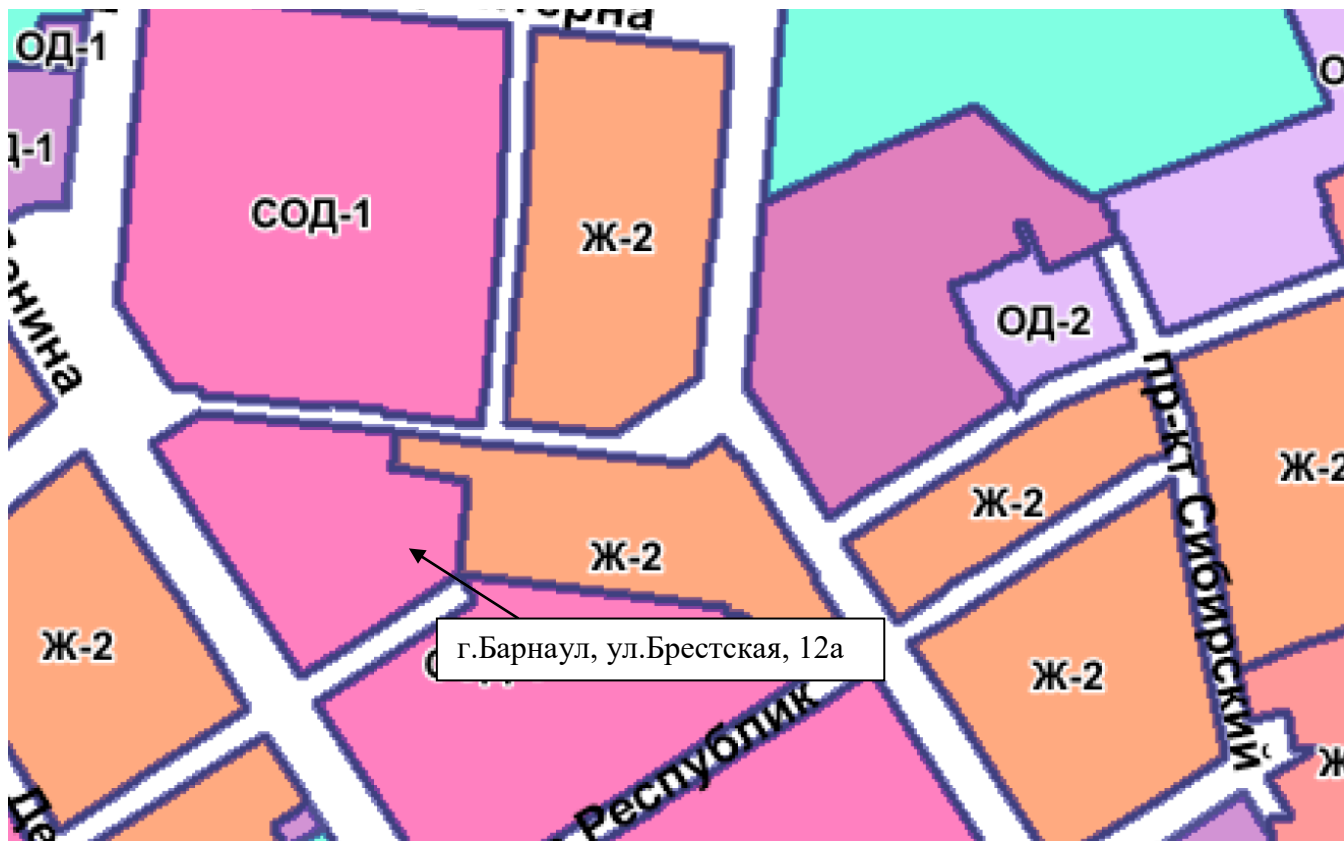 ОД-1
СОД-1
Ж-2
ОД-2
Ж-2
Ж-2
Ж-2
Ж-2
Ж-2
пр-кт Сибирский
Республик
г.Барнаул, ул.Брестская, 12а